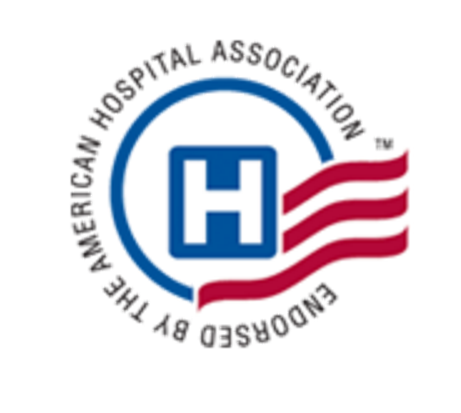 ENDORSED BY THE AMERICAN HOSPITAL ASSOCIATION
TM
H